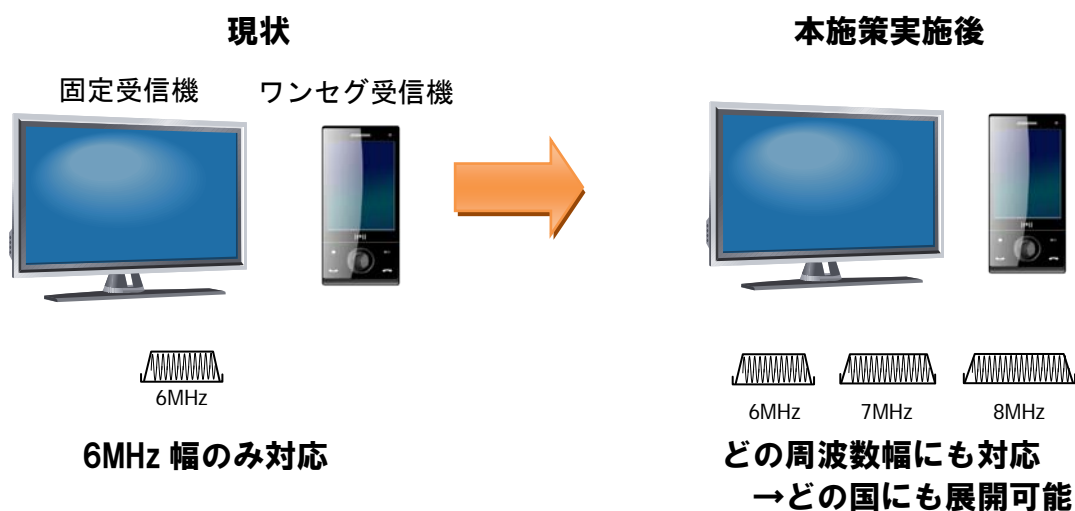 現状
固定受信機
ワンセグ受信機
6MHz
6MHz 幅のみ対応
本施策実施後
6MHz
7MHz
8MHz
どの周波数幅にも対応
→どの国にも展開可能